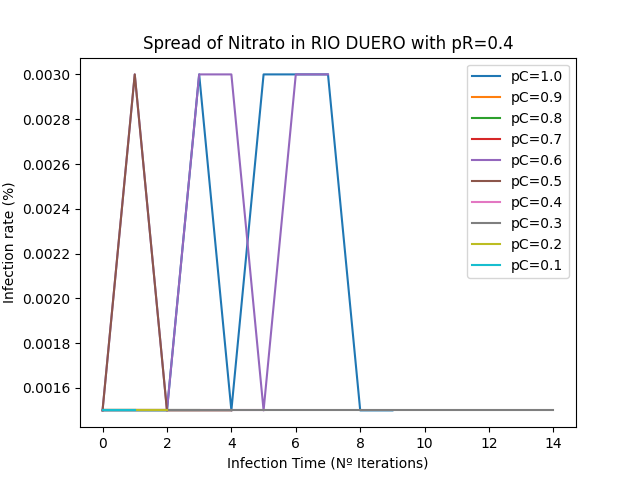 Spread of Nitrato in RIO DUERO with pR=0.4
Infection rate (%)
0.0030
0.0028
0.0026
0.0024
0.0022
0.0020
0.0018
0.0016
pC=1.0
pC=0.9
pC=0.8
pC=0.7
pC=0.6
pC=0.5
pC=0.4
pC=0.3
pC=0.2
pC=0.1
0 2 4 6 8 10 12 14
Infection Time (Nº Iterations)